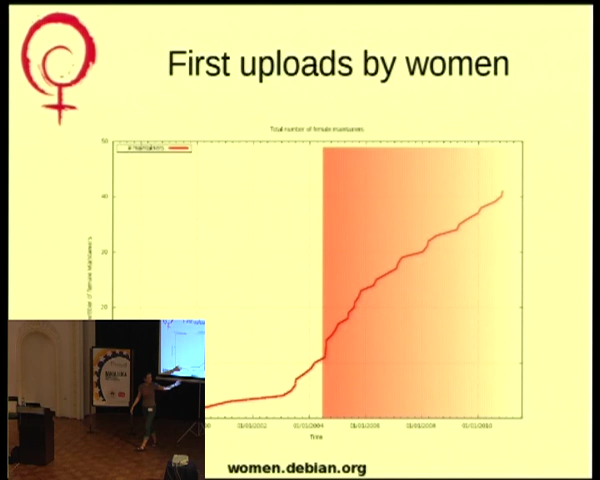 First uploads by women
Total number of female maintainers
50
40
30
20
01/01/2002
01/01/2004
01/01/2006
01/01/2008
01/01/2010
Time
women.debian.org